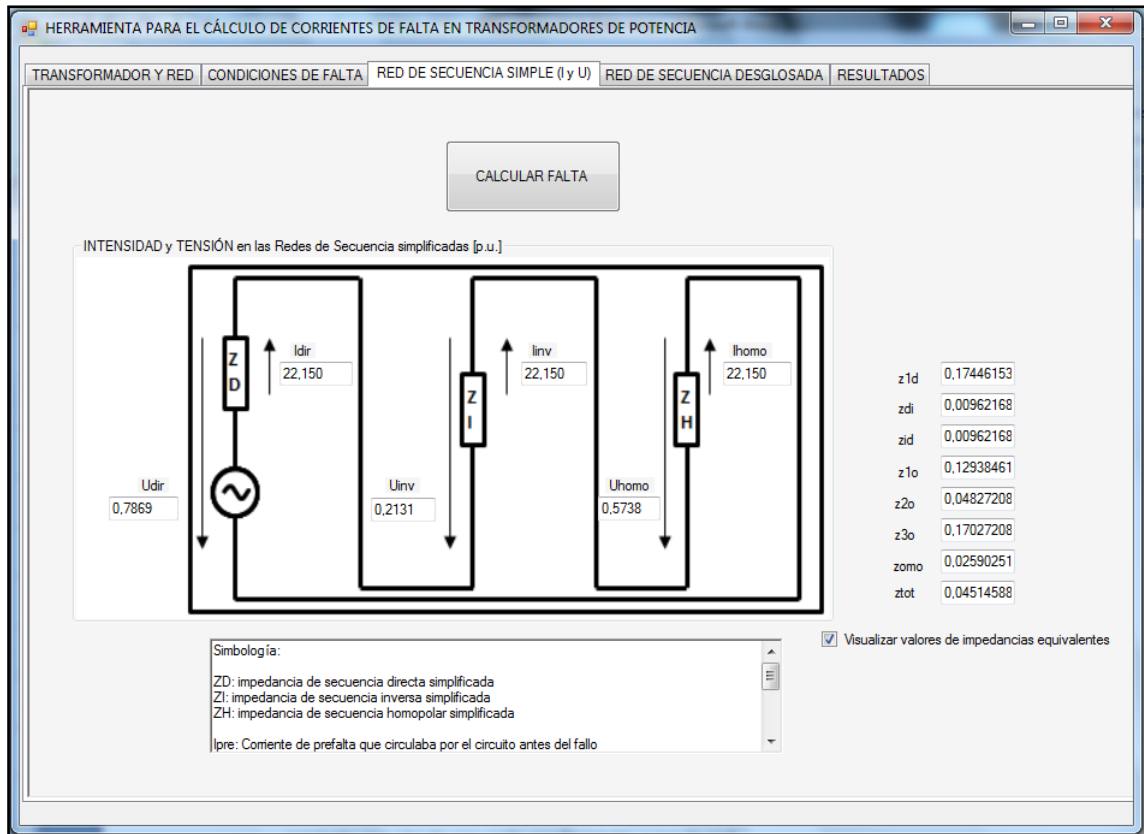 HERRAMIENTA PARA EL CÁLCULO DE CORRIENTES DE FALTA EN TRANSFORMADORES DE POTENCIA
TRANSFORMADOR Y RED CONDICIONES DE FALTA RED DE SECUENCIA SIMPLE (I y U) RED DE SECUENCIA DESGLOSADA RESULTADOS
CALCULAR FALTA
INTENSIDAD y TENSIÓN en las Redes de Secuencia simplificadas [p.u.]
Z D
Idir
22,150
Udir
0,7869
Z I
Iinv
22,150
Uinv
0,2131
Z H
Ihomo
22,150
Uhomo
0,5738
z1d 0,17446153
zdi 0,00962168
zid 0,00962168
z1o 0,12938461
z2o 0,04827208
z3o 0,17027208
zomo 0,02590251
ztot 0,04514588
Visualizar valores de impedancias equivalentes
Simbología:
ZD: impedancia de secuencia directa simplificada
ZI: impedancia de secuencia inversa simplificada
ZH: impedancia de secuencia homopolar simplificada
Ipre: Corriente de prefalta que circulaba por el circuito antes del fallo